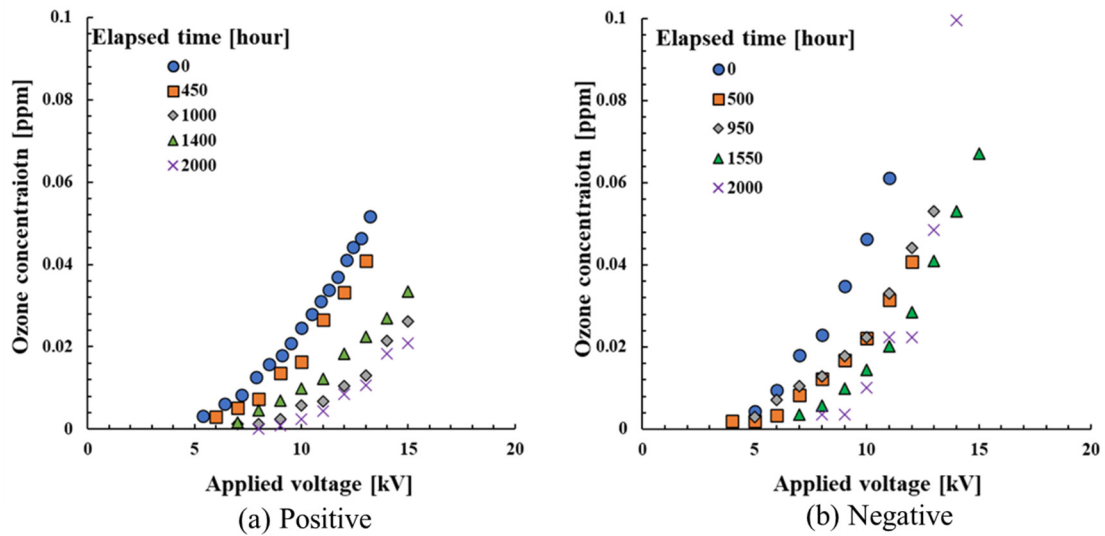 0.1
Elapsed time [hour]
0
450
1000
1400
2000
0.08
0.06
0.04
0.02
0
Ozone concentraiotn [ppm]
0 5 10 15 20
Applied voltage [kV]
(a) Positive
0.1
Elapsed time [hour]
0
500
950
1550
2000
0.08
0.06
0.04
0.02
0
Ozone concentraiotn [ppm]
0 5 10 15 20
Applied voltage [kV]
(b) Negative